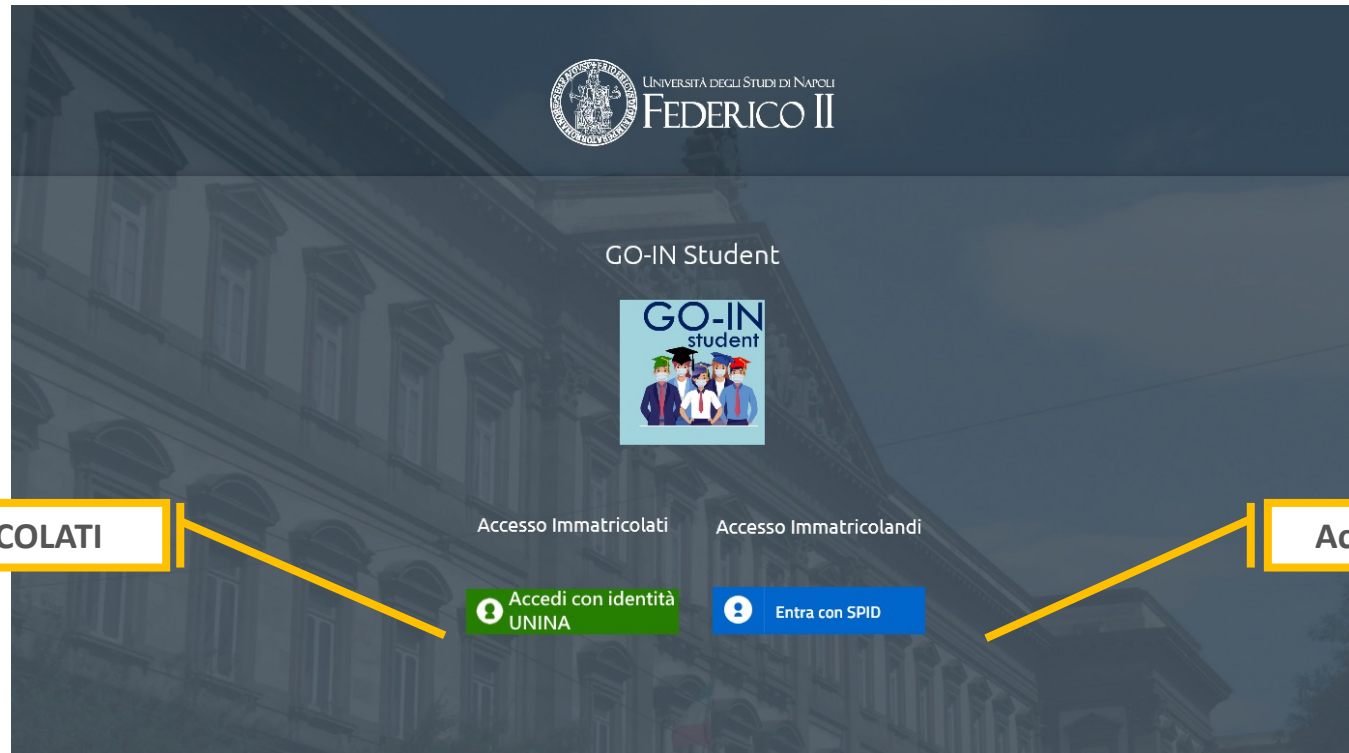 UNIVERSITÀ DEGLI STUDI DI NAPOLI
FEDERICO II
GO-IN Student
GO-IN
student
COLATI
Accesso Immatricolati
Accesso Immatricolandi
Ac
Accedi con identità
UNINA
Entra con SPID